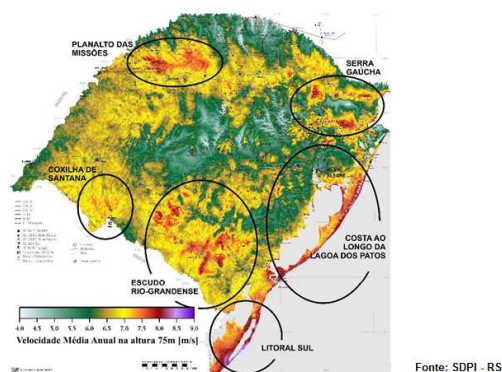 PLANALTO DAS
MISSÕES
SERRA
GAÚCHA
COXILHA DE
SANTANA
COSTA AO
LONGO DA
LAGOA DOS PATOS
ESCUDO
RIO-GRANDENSE
4.0 4.5 5.0 5.5 6.0 6.5 7.0 7.5 8.0 8.5 9.0
Velocidade Média Anual na altura 75m [m/s]
LITORAL SUL
Fonte: SDPI - RS